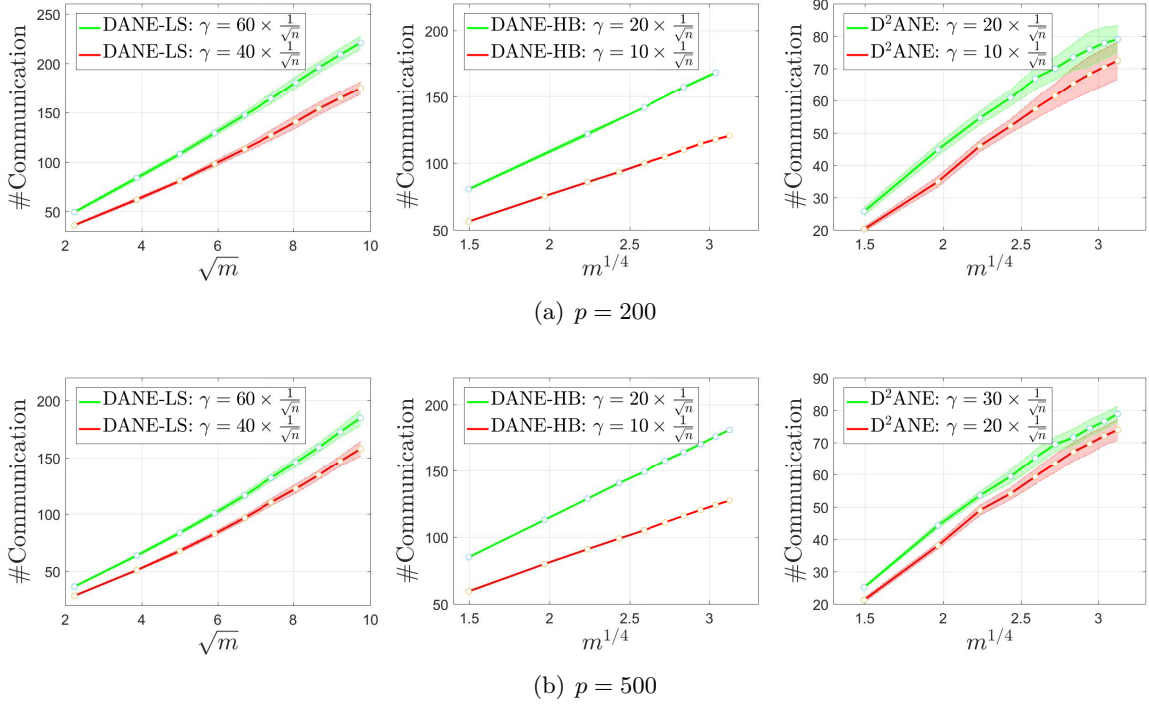 DANE-LS: γ = 60 × 1/√n
DANE-LS: γ = 40 × 1/√n
#Communication
200
150
100
50
2
4
6
8
10
√m
DANE-HB: γ = 20 × 1/√n
DANE-HB: γ = 10 × 1/√n
#Communication
200
150
100
50
1.5
2
2.5
3
m^{1/4}
D²ANE: γ = 20 × 1/√n
D²ANE: γ = 10 × 1/√n
#Communication
90
80
70
60
50
40
30
20
1.5
2
2.5
3
m^{1/4}
(a) p = 200
DANE-LS: γ = 60 × 1/√n
DANE-LS: γ = 40 × 1/√n
#Communication
200
150
100
50
2
4
6
8
10
√m
DANE-HB: γ = 20 × 1/√n
DANE-HB: γ = 10 × 1/√n
#Communication
200
150
100
50
1.5
2
2.5
3
m^{1/4}
D²ANE: γ = 30 × 1/√n
D²ANE: γ = 20 × 1/√n
#Communication
90
80
70
60
50
40
30
20
1.5
2
2.5
3
m^{1/4}
(b) p = 500